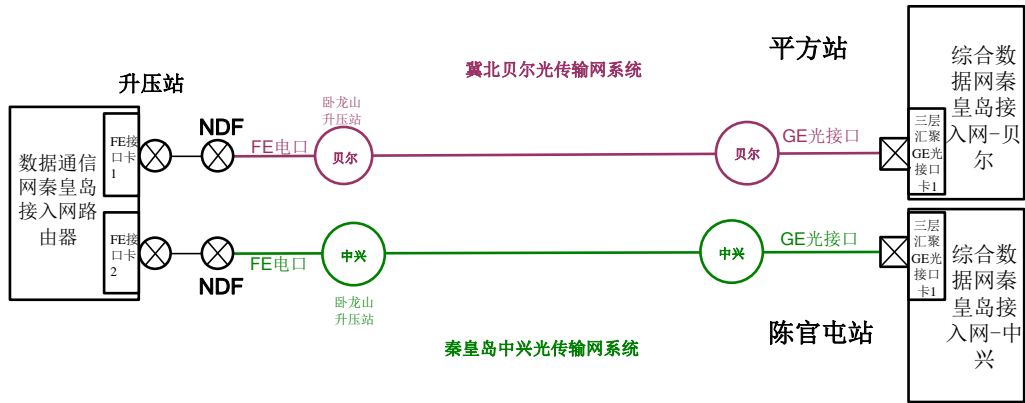 升压站
数据通信
网秦皇岛
接入网路
由器
FE接
口卡
1
FE接
口卡
2
NDF
NDF
FE电口
FE电口
卧龙山
升压站
贝尔
冀北贝尔光传输网系统
贝尔
GE光接口
中兴
卧龙山
升压站
秦皇岛中兴光传输网系统
中兴
GE光接口
平方站
三层
汇聚
GE光
接口
卡1
综合数
据网秦
皇岛接
入网-贝
尔
陈官屯站
三层
汇聚
GE光
接口
卡1
综合数
据网秦
皇岛接
入网-中
兴